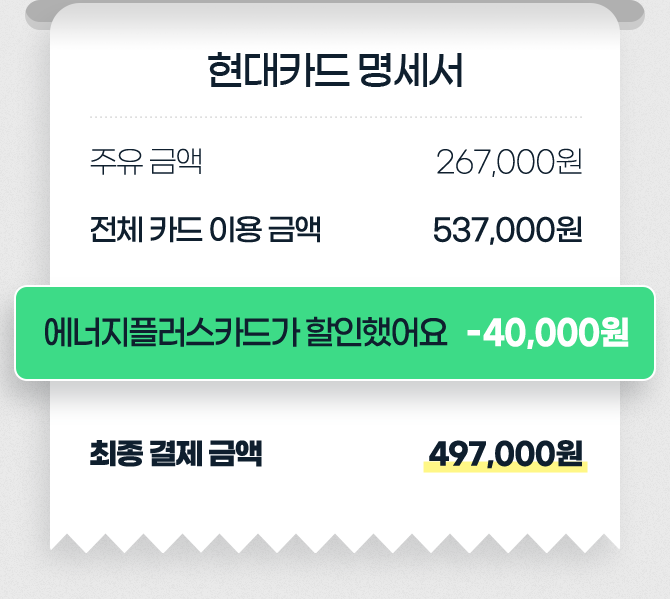 현대카드 명세서
주유 금액 267,000원
전체 카드 이용 금액 537,000원
에너지플러스카드가 할인했어요 -40,000원
최종 결제 금액 497,000원